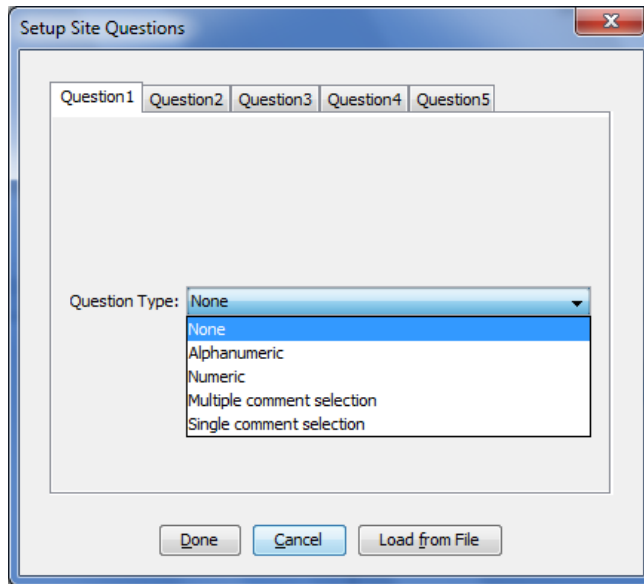 Setup Site Questions
Question1 Question2 Question3 Question4 Question5
Question Type: None
None
Alphanumeric
Numeric
Multiple comment selection
Single comment selection
Done Cancel Load from File